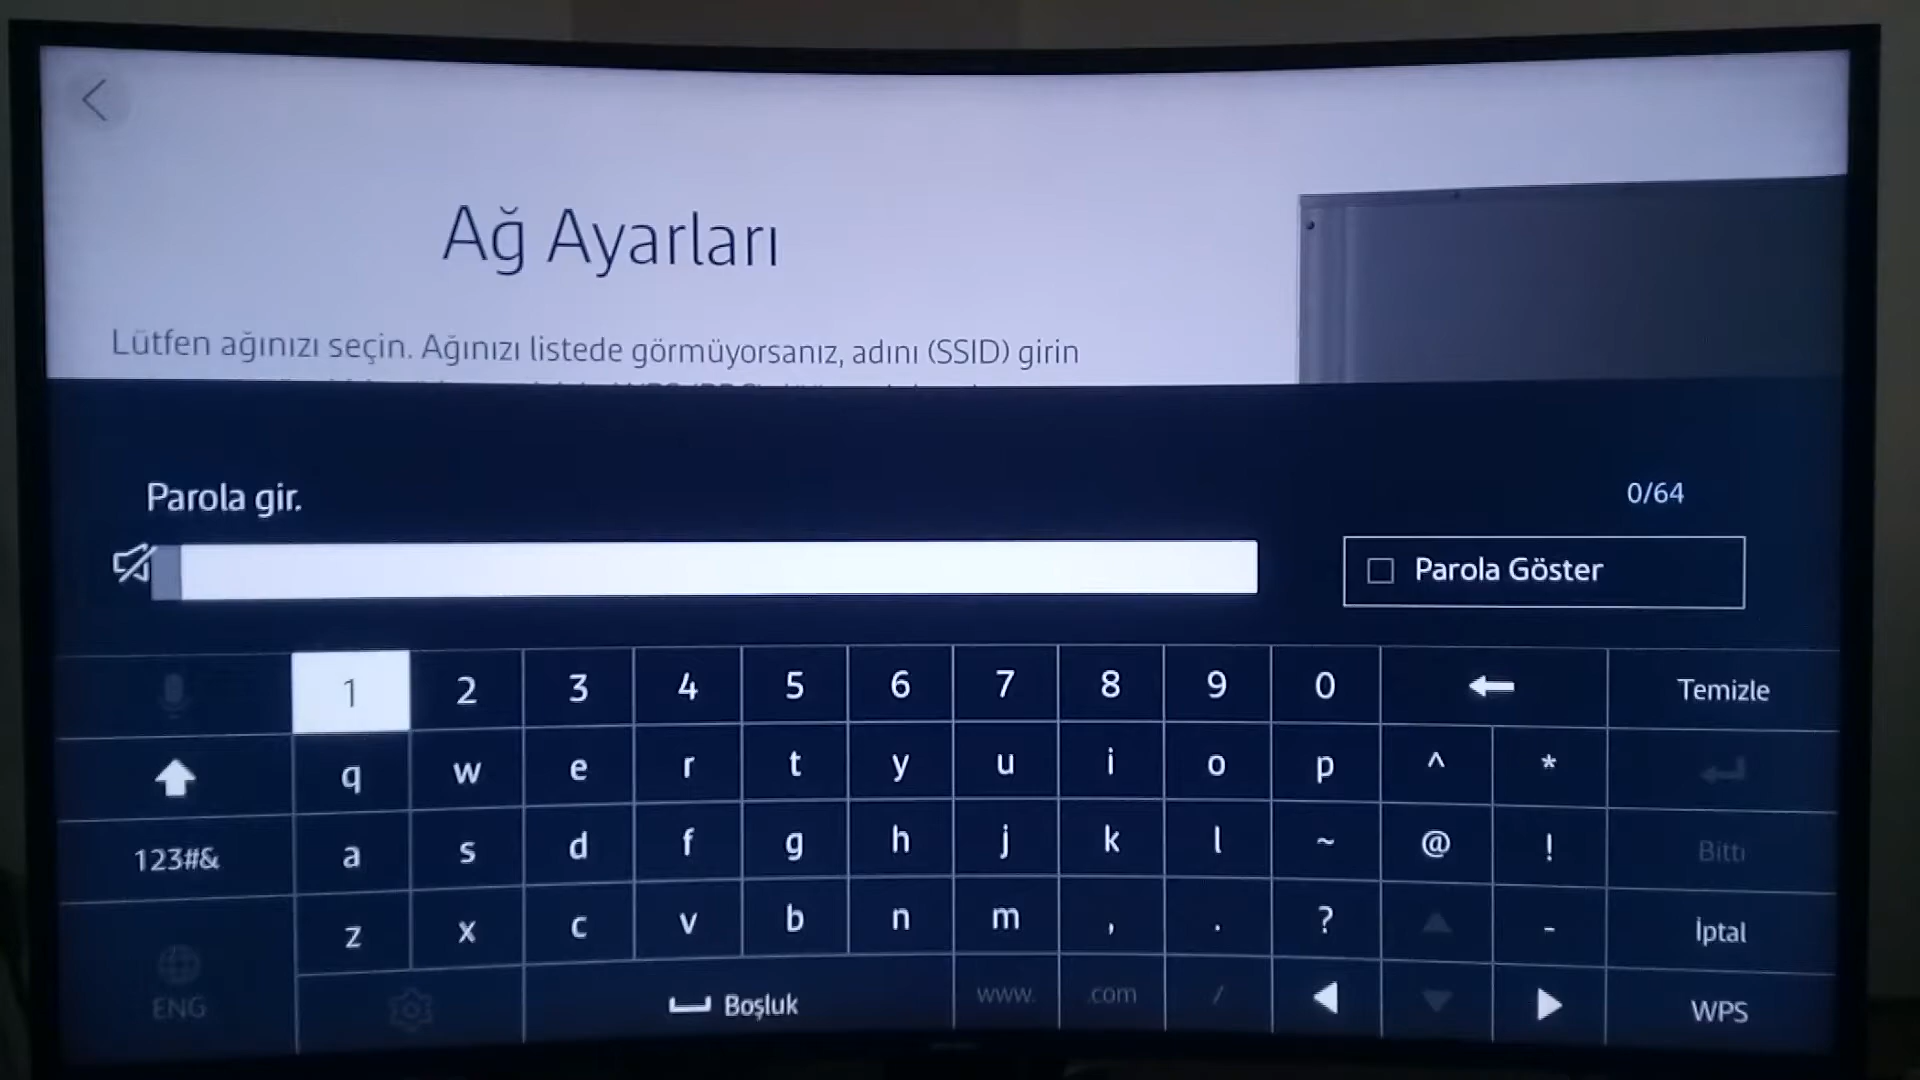 Ağ Ayarları
Lütfen ağınızı seçin. Ağınızı listede görmüyorsanız, adını (SSID) girin
Parola gir.
0/64
Parola Göster
1 2 3 4 5 6 7 8 9 0 Temizle
q w e r t y u i o p ^ *
123#& a s d f g h j k l ~ @ ! Bitti
z x c v b n m , . ? - İptal
ENG Boşluk www. .com / WPS